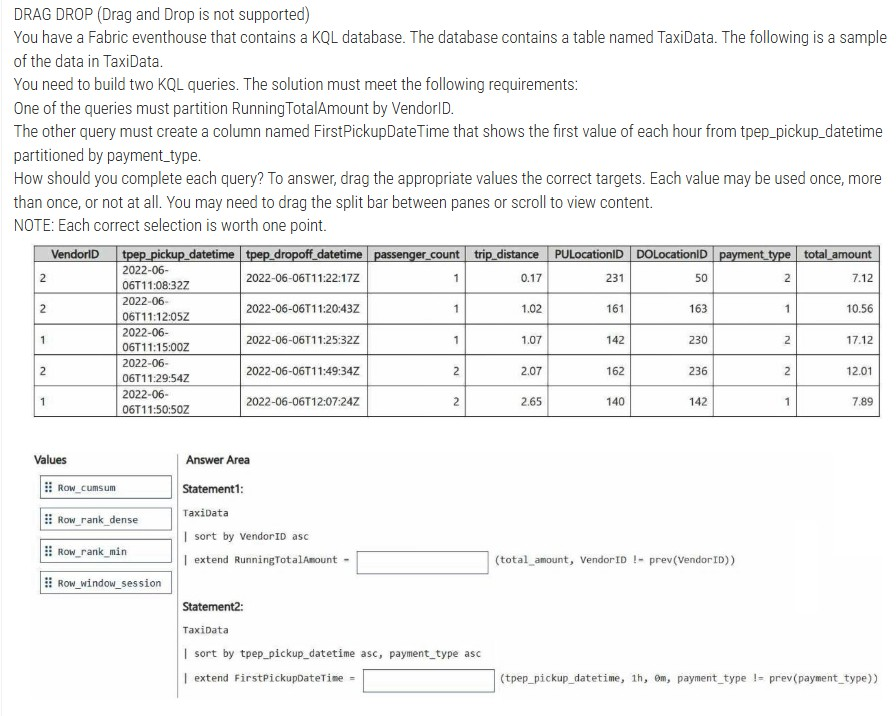 DRAG DROP (Drag and Drop is not supported)
You have a Fabric eventhouse that contains a KQL database. The database contains a table named TaxiData. The following is a sample
of the data in TaxiData.
You need to build two KQL queries. The solution must meet the following requirements:
One of the queries must partition RunningTotalAmount by VendorID.
The other query must create a column named FirstPickupDateTime that shows the first value of each hour from tpep_pickup_datetime
partitioned by payment_type.
How should you complete each query? To answer, drag the appropriate values the correct targets. Each value may be used once, more
than once, or not at all. You may need to drag the split bar between panes or scroll to view content.
NOTE: Each correct selection is worth one point.
VendorID tpep_pickup_datetime tpep_dropoff_datetime passenger_count trip_distance PULocationID DOLocationID payment_type total_amount
2 2022-06-06T11:08:32Z 2022-06-06T11:22:17Z 1 0.17 231 50 2 7.12
2 2022-06-06T11:12:05Z 2022-06-06T11:20:43Z 1 1.02 161 163 1 10.56
1 2022-06-06T11:15:00Z 2022-06-06T11:25:32Z 1 1.07 142 230 2 17.12
2 2022-06-06T11:29:54Z 2022-06-06T11:49:34Z 2 2.07 162 236 2 12.01
1 2022-06-06T11:50:50Z 2022-06-06T12:07:24Z 2 2.65 140 142 1 7.89
Values
Row_cumsum
Row_rank_dense
Row_rank_min
Row_window_session
Answer Area
Statement1:
TaxiData
| sort by VendorID asc
| extend RunningTotalAmount = (total_amount, VendorID != prev(VendorID))
Statement2:
TaxiData
| sort by tpep_pickup_datetime asc, payment_type asc
| extend FirstPickupDateTime = (tpep_pickup_datetime, 1h, 0m, payment_type != prev(payment_type))